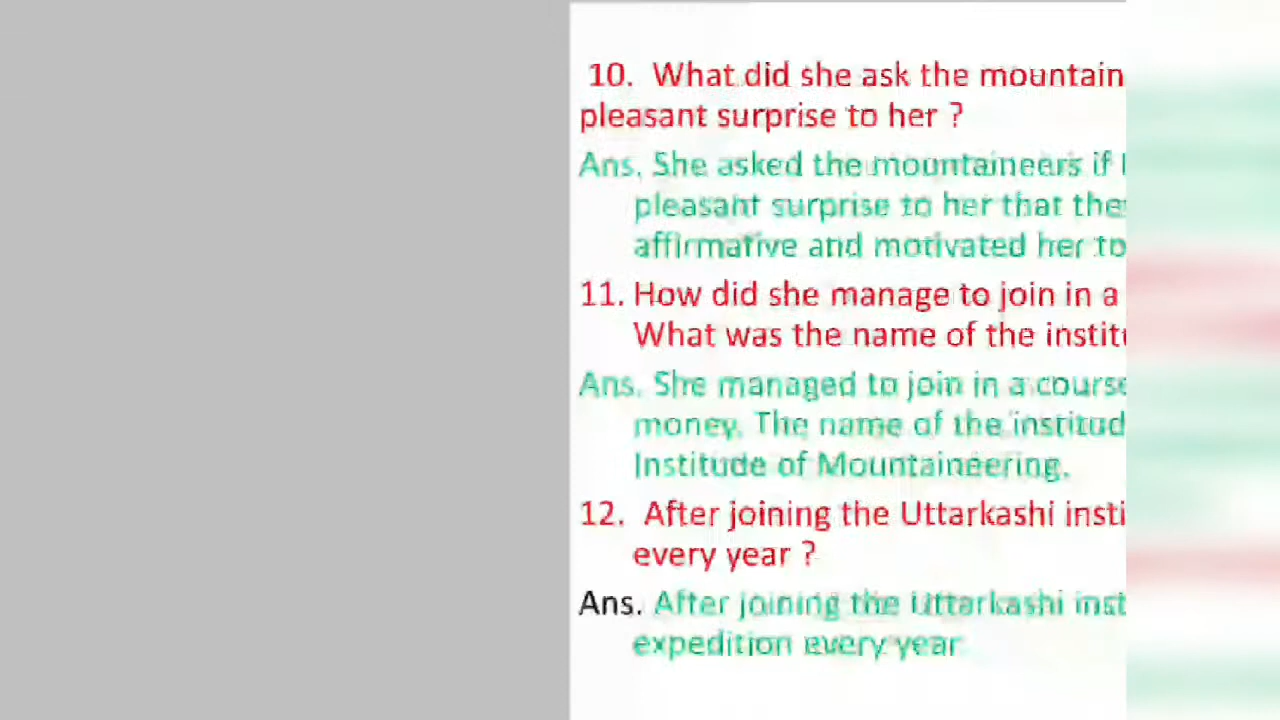 10. What did she ask the mountain
pleasant surprise to her ?
Ans. She asked the mountaineers if
pleasant surprise to her that the
affirmative and motivated her to
11. How did she manage to join in a
What was the name of the instit
Ans. She managed to join in a course
money. The name of the institud
Institude of Mountaineering.
12. After joining the Uttarkashi insti
every year ?
Ans. After joining the Uttarkashi inst
expedition every year